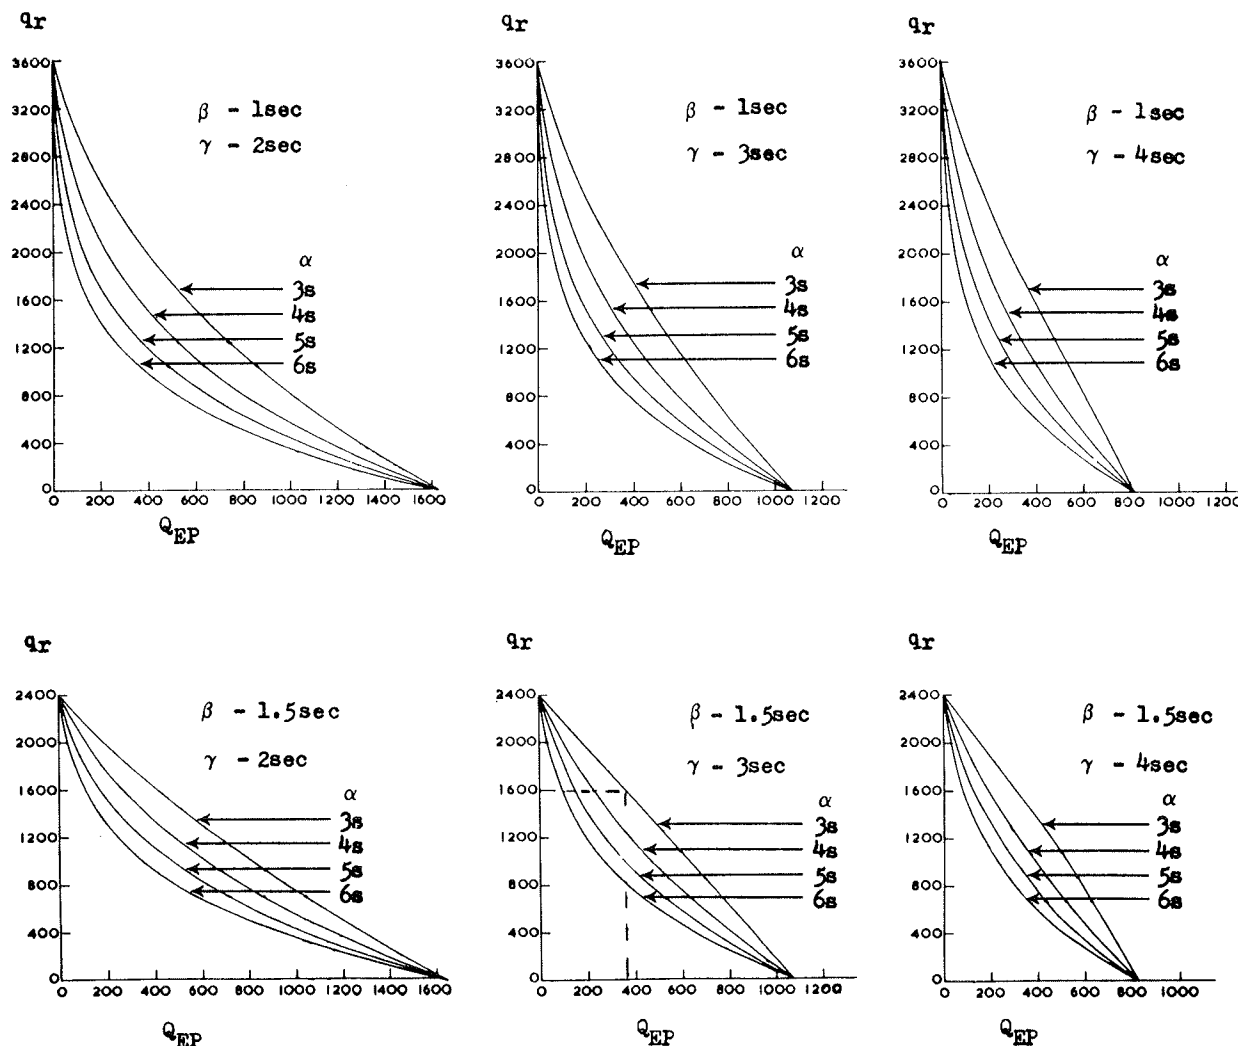 qr
3600
3200
2800
2400
2000
1600
1200
800
400
0
β - 1sec
γ - 2sec
α
3s
4s
5s
6s
0 200 400 600 800 1000 1200 1400 1600
QEP
qr
3600
3200
2800
2400
2000
1600
1200
800
400
0
β - 1sec
γ - 3sec
α
3s
4s
5s
6s
0 200 400 600 800 1000 1200
QEP
qr
3600
3200
2800
2400
2000
1600
1200
800
400
0
β - 1sec
γ - 4sec
α
3s
4s
5s
6s
0 200 400 600 800 1000 1200
QEP
qr
2400
2000
1600
1200
800
400
0
β - 1.5sec
γ - 2sec
α
3s
4s
5s
6s
0 200 400 600 800 1000 1200 1400 1600
QEP
qr
2400
2000
1600
1200
800
400
0
β - 1.5sec
γ - 3sec
α
3s
4s
5s
6s
0 200 400 600 800 1000 1200
QEP
qr
2400
2000
1600
1200
800
400
0
β - 1.5sec
γ - 4sec
α
3s
4s
5s
6s
0 200 400 600 800 1000
QEP